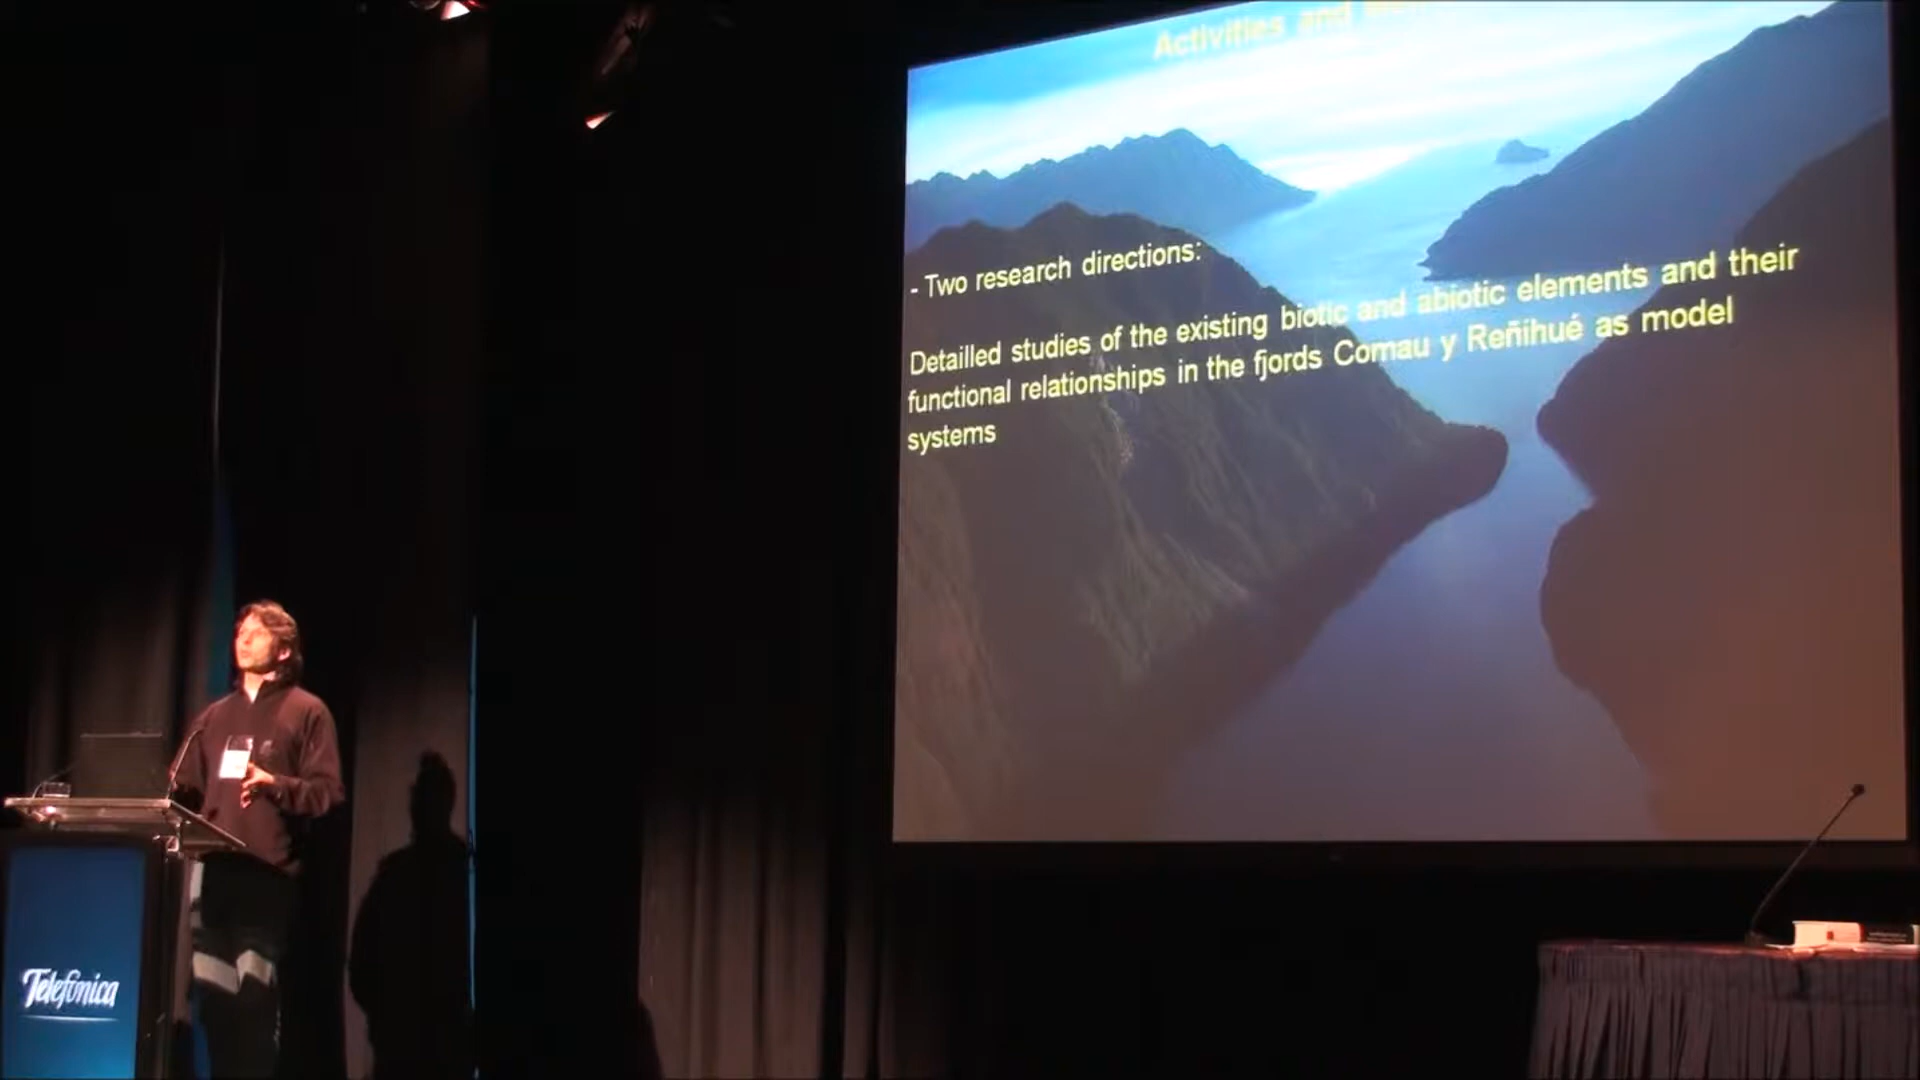 Activities and
- Two research directions:
Detailled studies of the existing biotic and abiotic elements and their
functional relationships in the fjords Comau y Reñihué as model
systems
Telefónica